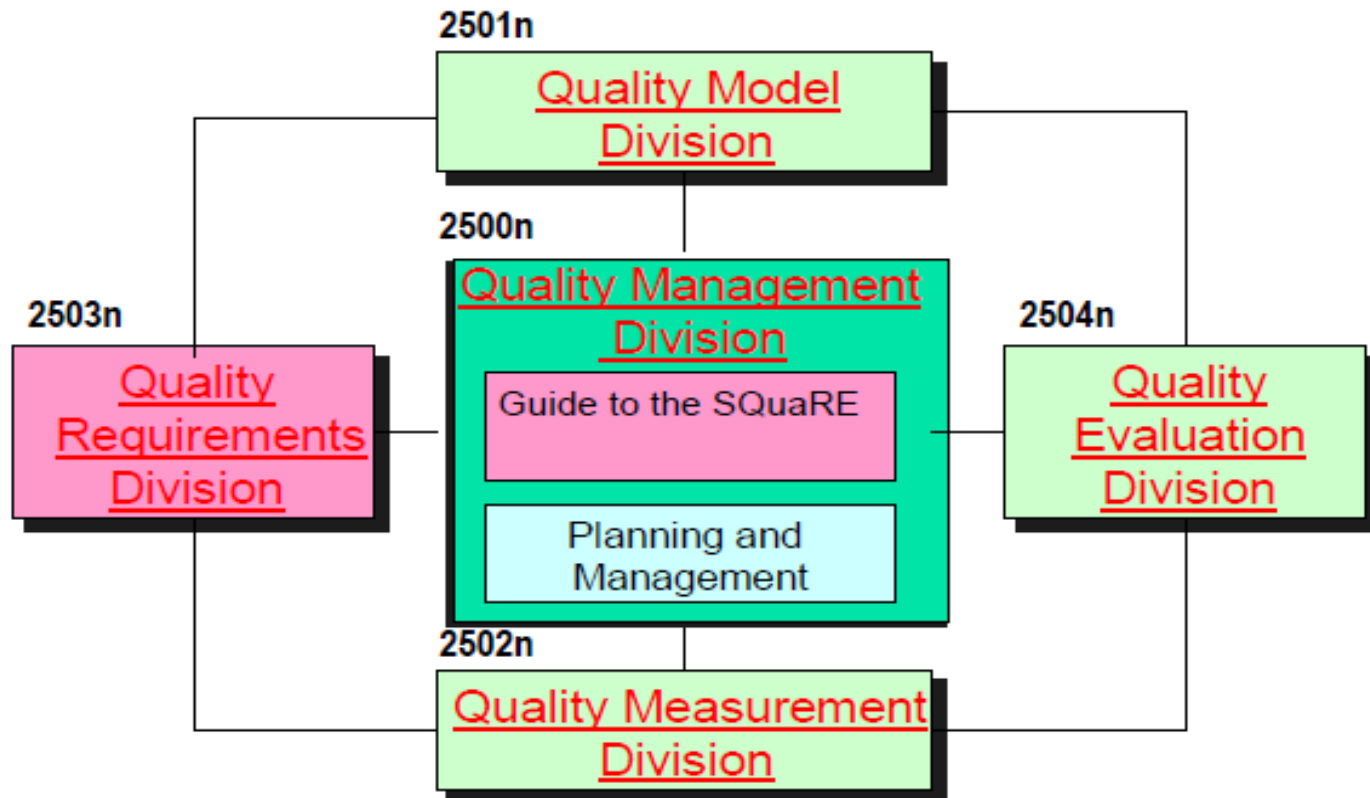 2501n
Quality Model
Division
2500n
Quality Management
Division
Guide to the SQuaRE
Planning and
Management
2503n
Quality
Requirements
Division
2504n
Quality
Evaluation
Division
2502n
Quality Measurement
Division